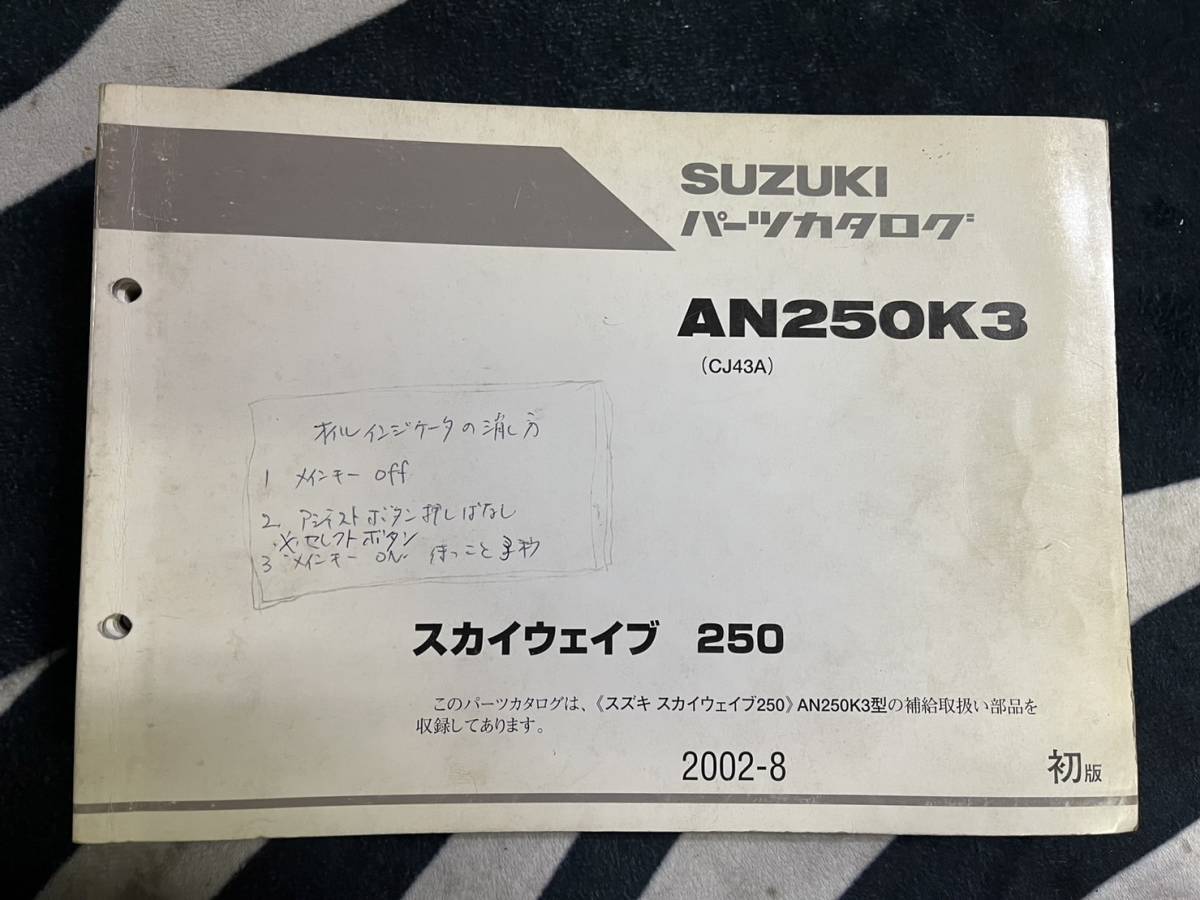 SUZUKI
パーツカタログ
AN250K3
(CJ43A)
オイルインジケータの消し方
1 メインキー off
2. アシストボタン押しぱなし
※セレクトボタン
3 メインキー ON. 待つこと 秒
スカイウェイブ 250
このパーツカタログは、《スズキ スカイウェイブ250》AN250K3型の補給取扱い部品を
収録してあります。
2002-8
初版